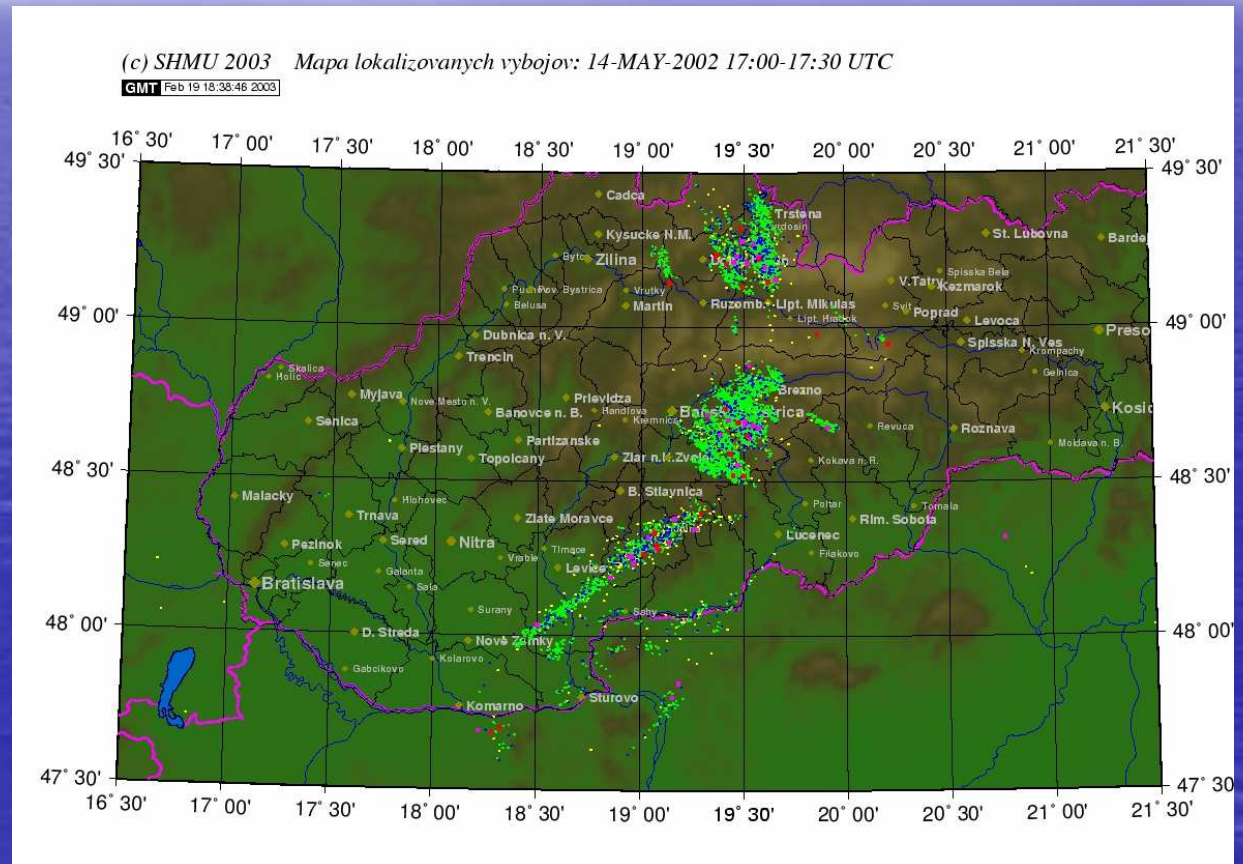 (c) SHMU 2003 Mapa lokalizovanych vybojov: 14-MAY-2002 17:00-17:30 UTC
GMT Feb 19 18:38:46 2003
16° 30' 17° 00' 17° 30' 18° 00' 18° 30' 19° 00' 19° 30' 20° 00' 20° 30' 21° 00' 21° 30'
49° 30' 49° 30'
Cadca
Trstena
Kysucke N.M. St. Lubovna Barde
Bytc Zilina
Spisska Bela
V.Tatry Kezmarok
Pov. Bystrica Vrutky
Belusa Martin Ruzomb. Lipt. Mikulas Svit Poprad
Lipt. Hradok Levoca
49° 00' 49° 00'
Dubnica n. V. Preso
Spisska N. Ves
Trencin Krompachy
Skalica
Holic Gelnica
Myjava Nove Mesto n. V. Prievidza Brezno
Banovce n. B. Handlova Kosic
Senica Kremnica Revuca Roznava
Partizanske Moldava n. B.
Piestany
Topolcany Ziar n. Kokava n. R.
48° 30' 48° 30'
Malacky Hlohovec B. Stiavnica
Poltar Tornala
Trnava Zlate Moravce Rim. Sobota
Pezinok Sered Nitra Lucenec
Senec Vrable Tlmace Filakovo
Galanta Levice
Bratislava Sala
Surany Sahy
48° 00' 48° 00'
D. Streda Nove Zamky
Kolarovo
Gabcikovo
Komarno Sturovo
47° 30' 47° 30'
16° 30' 17° 00' 17° 30' 18° 00' 18° 30' 19° 00' 19° 30' 20° 00' 20° 30' 21° 00' 21° 30'